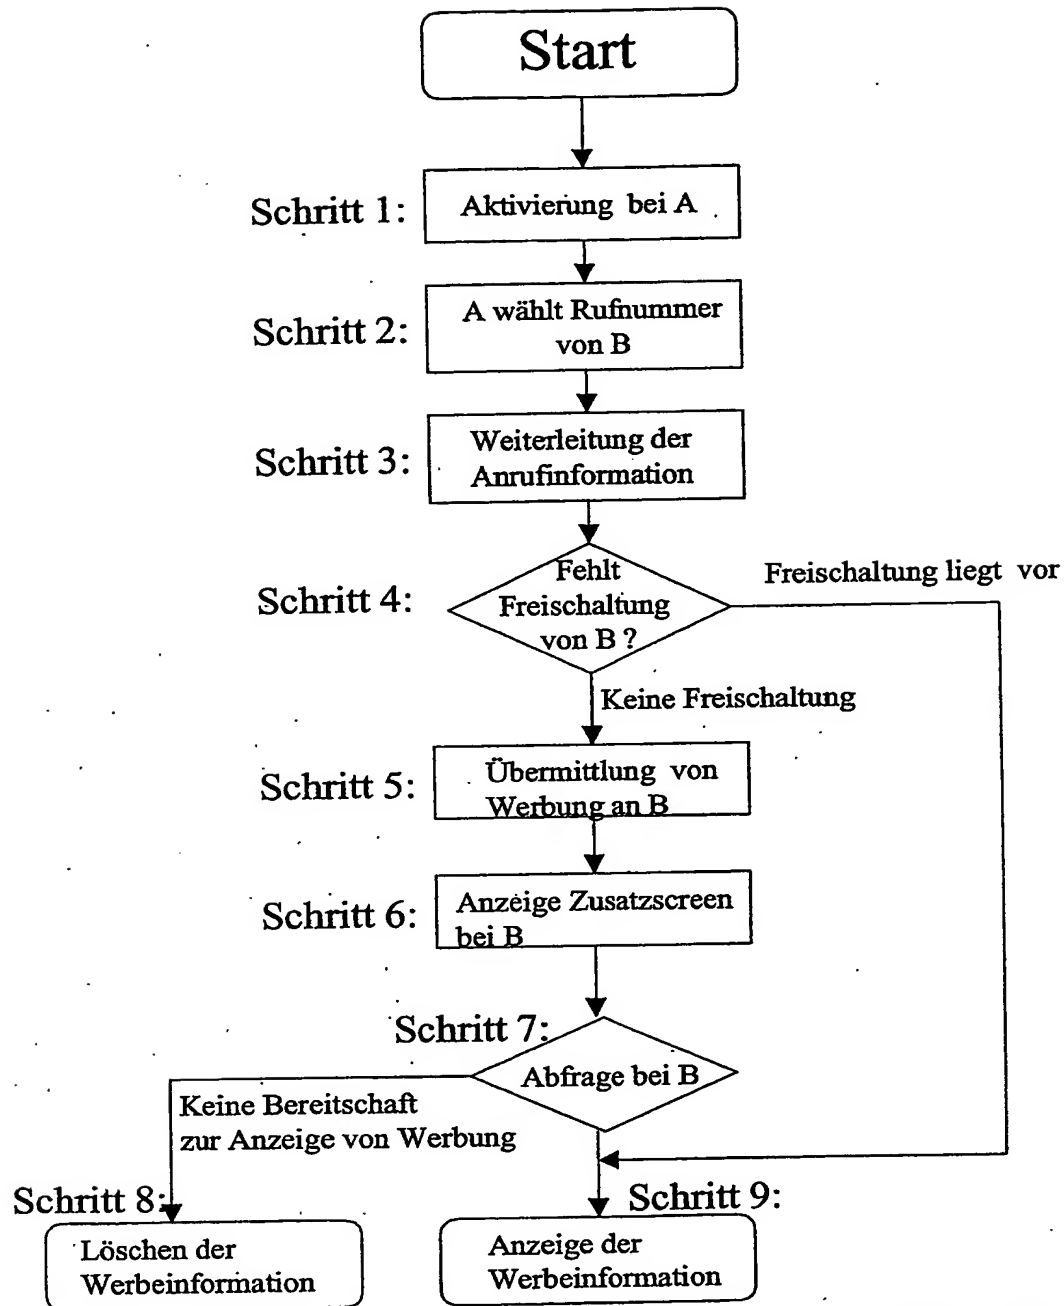 Start
Schritt 1:
Aktivierung bei A
Schritt 2:
A wählt Rufnummer
von B
Schritt 3:
Weiterleitung der
Anrufinformation
Schritt 4:
Fehlt
Freischaltung
von B ?
Freischaltung liegt vor
Keine Freischaltung
Schritt 5:
Übermittlung von
Werbung an B
Schritt 6:
Anzeige Zusatzscreen
bei B
Schritt 7:
Abfrage bei B
Keine Bereitschaft
zur Anzeige von Werbung
Schritt 8:
Löschen der
Werbeinformation
Schritt 9:
Anzeige der
Werbeinformation